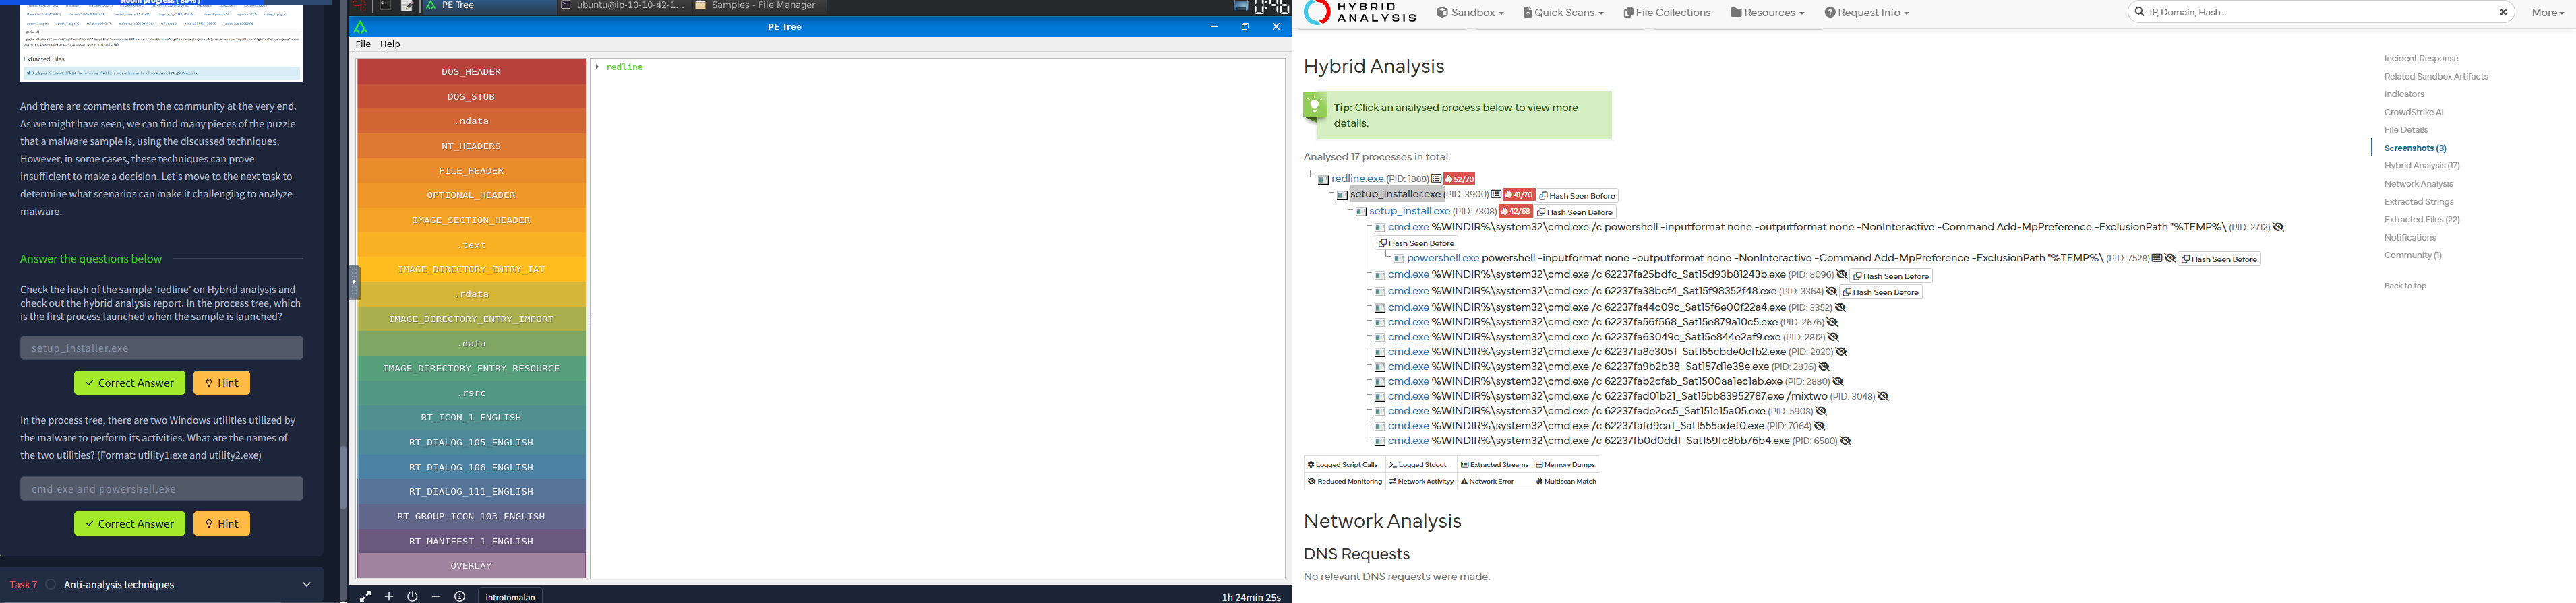 Room progress ( 80% )
Extracted Files
And there are comments from the community at the very end.
As we might have seen, we can find many pieces of the puzzle
that a malware sample is, using the discussed techniques.
However, in some cases, these techniques can prove
insufficient to make a decision. Let's move to the next task to
determine what scenarios can make it challenging to analyze
malware.
Answer the questions below
Check the hash of the sample 'redline' on Hybrid analysis and
check out the hybrid analysis report. In the process tree, which
is the first process launched when the sample is launched?
setup_installer.exe
Correct Answer
Hint
In the process tree, there are two Windows utilities utilized by
the malware to perform its activities. What are the names of
the two utilities? (Format: utility1.exe and utility2.exe)
cmd.exe and powershell.exe
Correct Answer
Hint
Task 7
Anti-analysis techniques
PE Tree
ubuntu@ip-10-10-42-1...
Samples - File Manager
PE Tree
File Help
DOS_HEADER
DOS_STUB
.ndata
NT_HEADERS
FILE_HEADER
OPTIONAL_HEADER
IMAGE_SECTION_HEADER
.text
IMAGE_DIRECTORY_ENTRY_IAT
.rdata
IMAGE_DIRECTORY_ENTRY_IMPORT
.data
IMAGE_DIRECTORY_ENTRY_RESOURCE
.rsrc
RT_ICON_1_ENGLISH
RT_DIALOG_105_ENGLISH
RT_DIALOG_106_ENGLISH
RT_DIALOG_111_ENGLISH
RT_GROUP_ICON_103_ENGLISH
RT_MANIFEST_1_ENGLISH
OVERLAY
redline
introtomalan
1h 24min 25s
HYBRID
ANALYSIS
Sandbox
Quick Scans
File Collections
Resources
Request Info
IP, Domain, Hash...
More
Hybrid Analysis
Tip: Click an analysed process below to view more
details.
Analysed 17 processes in total.
redline.exe (PID: 1888) 52/70
setup_installer.exe (PID: 3900) 41/70 Hash Seen Before
setup_install.exe (PID: 7308) 42/68 Hash Seen Before
cmd.exe %WINDIR%\system32\cmd.exe /c powershell -inputformat none -outputformat none -NonInteractive -Command Add-MpPreference -ExclusionPath "%TEMP%\ (PID: 2712)
Hash Seen Before
powershell.exe powershell -inputformat none -outputformat none -NonInteractive -Command Add-MpPreference -ExclusionPath "%TEMP%\ (PID: 7528) Hash Seen Before
cmd.exe %WINDIR%\system32\cmd.exe /c 62237fa25bdfc_Sat15d93b81243b.exe (PID: 8096) Hash Seen Before
cmd.exe %WINDIR%\system32\cmd.exe /c 62237fa38bcf4_Sat15f98352f48.exe (PID: 3364) Hash Seen Before
cmd.exe %WINDIR%\system32\cmd.exe /c 62237fa44c09c_Sat15f6e00f22a4.exe (PID: 3352)
cmd.exe %WINDIR%\system32\cmd.exe /c 62237fa56f568_Sat15e879a10c5.exe (PID: 2676)
cmd.exe %WINDIR%\system32\cmd.exe /c 62237fa63049c_Sat15e844e2af9.exe (PID: 2812)
cmd.exe %WINDIR%\system32\cmd.exe /c 62237fa8c3051_Sat155cbde0cfb2.exe (PID: 2820)
cmd.exe %WINDIR%\system32\cmd.exe /c 62237fa9b2b38_Sat157d1e38e.exe (PID: 2836)
cmd.exe %WINDIR%\system32\cmd.exe /c 62237fab2cfab_Sat1500aa1ec1ab.exe (PID: 2880)
cmd.exe %WINDIR%\system32\cmd.exe /c 62237fad01b21_Sat15bb83952787.exe /mixtwo (PID: 3048)
cmd.exe %WINDIR%\system32\cmd.exe /c 62237fade2cc5_Sat151e15a05.exe (PID: 5908)
cmd.exe %WINDIR%\system32\cmd.exe /c 62237fafd9ca1_Sat1555adef0.exe (PID: 7064)
cmd.exe %WINDIR%\system32\cmd.exe /c 62237fb0d0dd1_Sat159fc8bb76b4.exe (PID: 6580)
Logged Script Calls
Logged Stdout
Extracted Streams
Memory Dumps
Reduced Monitoring
Network Activityy
Network Error
Multiscan Match
Network Analysis
DNS Requests
No relevant DNS requests were made.
Incident Response
Related Sandbox Artifacts
Indicators
CrowdStrike AI
File Details
Screenshots (3)
Hybrid Analysis (17)
Network Analysis
Extracted Strings
Extracted Files (22)
Notifications
Community (1)
Back to top